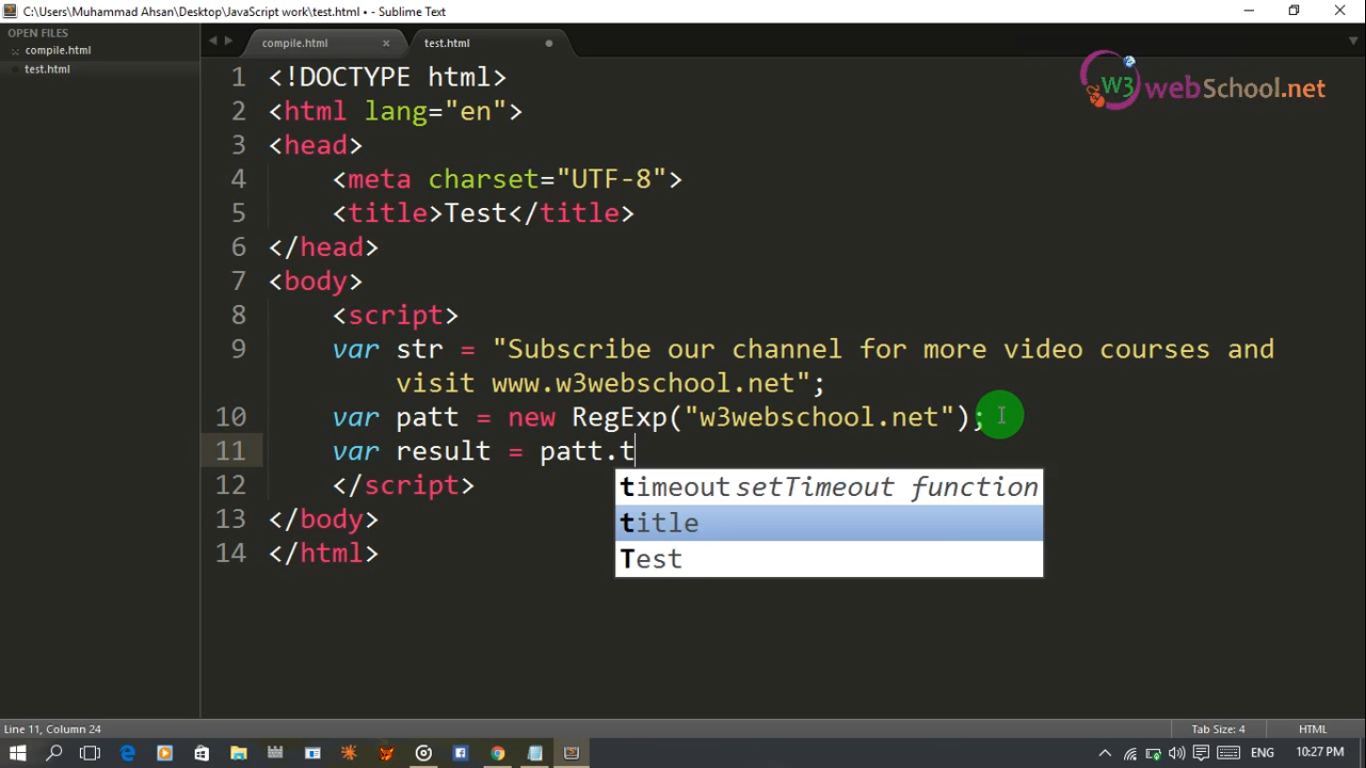 C:\Users\Muhammad Ahsan\Desktop\JavaScript work\test.html • - Sublime Text
OPEN FILES
compile.html
test.html
compile.html
test.html
W3 webSchool.net
1 <!DOCTYPE html>
2 <html lang="en">
3 <head>
4 <meta charset="UTF-8">
5 <title>Test</title>
6 </head>
7 <body>
8 <script>
9 var str = "Subscribe our channel for more video courses and
visit www.w3webschool.net";
10 var patt = new RegExp("w3webschool.net");
11 var result = patt.t
12 </script>
timeout setTimeout function
title
Test
13 </body>
14 </html>
Line 11, Column 24
Tab Size: 4
HTML
ENG
10:27 PM